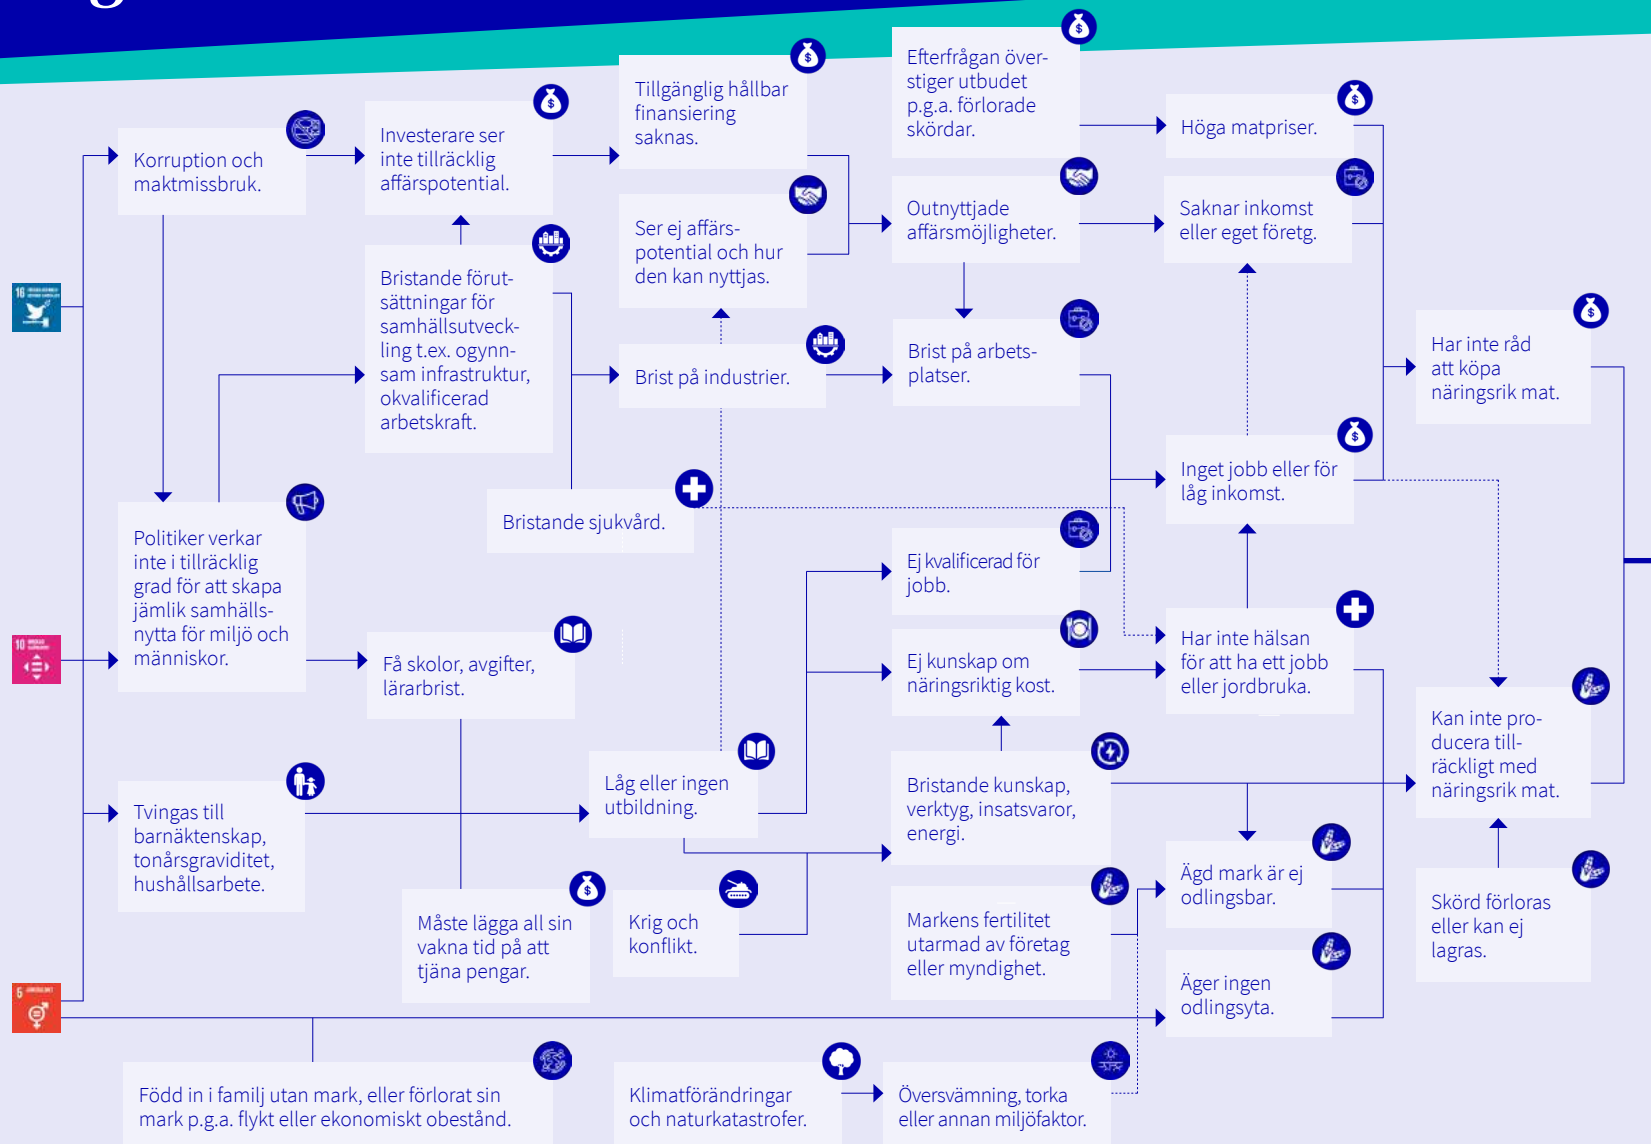 Efterfrågan över-
stiger utbudet
p.g.a. förlorade
skördar.
Tillgänglig hållbar
finansiering
saknas.
Höga matpriser.
Investerare ser
inte tillräcklig
affärspotential.
Korruption och
maktmissbruk.
Ser ej affärs-
potential och hur
den kan nyttjas.
Outnyttjade
affärsmöjligheter.
Saknar inkomst
eller eget företg.
Bristande förut-
sättningar för
samhällsutveck-
ling t.ex. ogynn-
sam infrastruktur,
okvalificerad
arbetskraft.
16
Brist på industrier.
Brist på arbets-
platser.
Har inte råd
att köpa
näringsrik mat.
Inget jobb eller för
låg inkomst.
Bristande sjukvård.
Politiker verkar
inte i tillräcklig
grad för att skapa
jämlik samhälls-
nytta för miljö och
människor.
Ej kvalificerad för
jobb.
10
Få skolor, avgifter,
lärarbrist.
Ej kunskap om
näringsriktig kost.
Har inte hälsan
för att ha ett jobb
eller jordbruka.
Kan inte pro-
ducera till-
räckligt med
näringsrik mat.
Låg eller ingen
utbildning.
Bristande kunskap,
verktyg, insatsvaror,
energi.
Tvingas till
barnäktenskap,
tonårsgraviditet,
hushållsarbete.
Ägd mark är ej
odlingsbar.
Skörd förloras
eller kan ej
lagras.
Måste lägga all sin
vakna tid på att
tjäna pengar.
Krig och
konflikt.
Markens fertilitet
utarmad av företag
eller myndighet.
Äger ingen
odlingsyta.
5
Född in i familj utan mark, eller förlorat sin
mark p.g.a. flykt eller ekonomiskt obestånd.
Klimatförändringar
och naturkatastrofer.
Översvämning, torka
eller annan miljöfaktor.